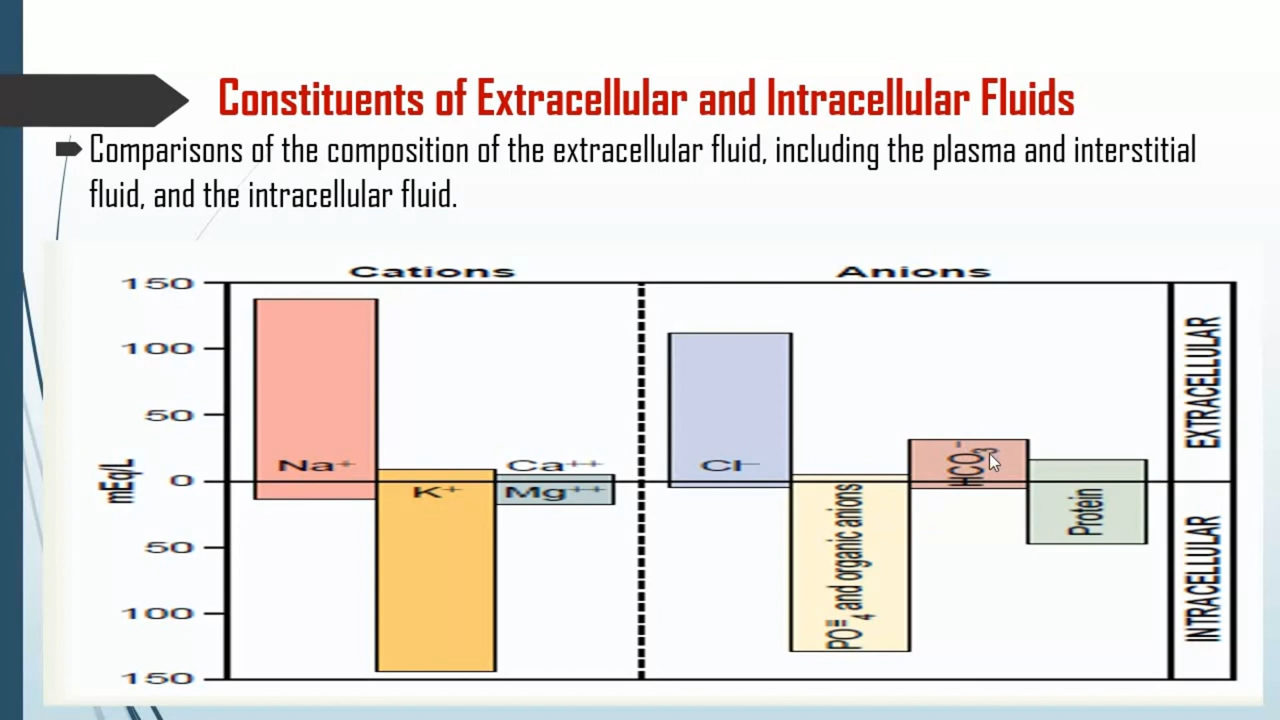 Constituents of Extracellular and Intracellular Fluids
Comparisons of the composition of the extracellular fluid, including the plasma and interstitial
fluid, and the intracellular fluid.
Cations
Anions
150
100
50
0
50
100
150
mEq/L
Na⁺
K⁺
Ca⁺⁺
Mg⁺⁺
Cl⁻
PO₄≡ and organic anions
HCO₃⁻
Protein
EXTRACELLULAR
INTRACELLULAR